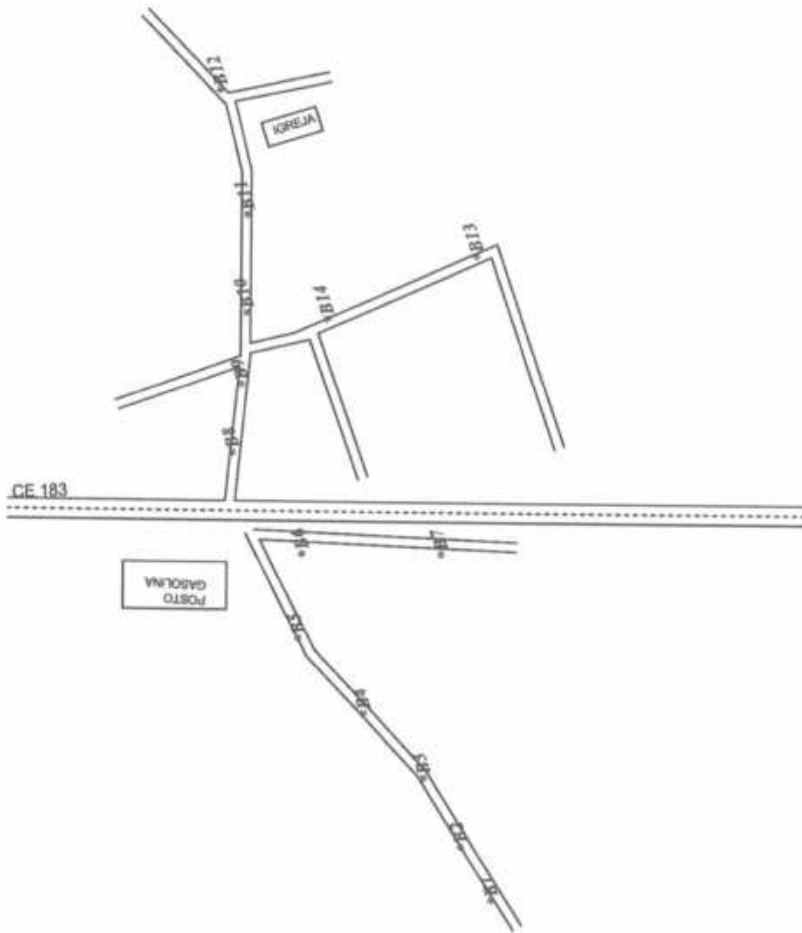 B12
IGREJA
B11
B13
B10
B14
B9
B8
CE 183
B6
B7
POSTO
GASOLINA
B5
B4
B3
B2
B1